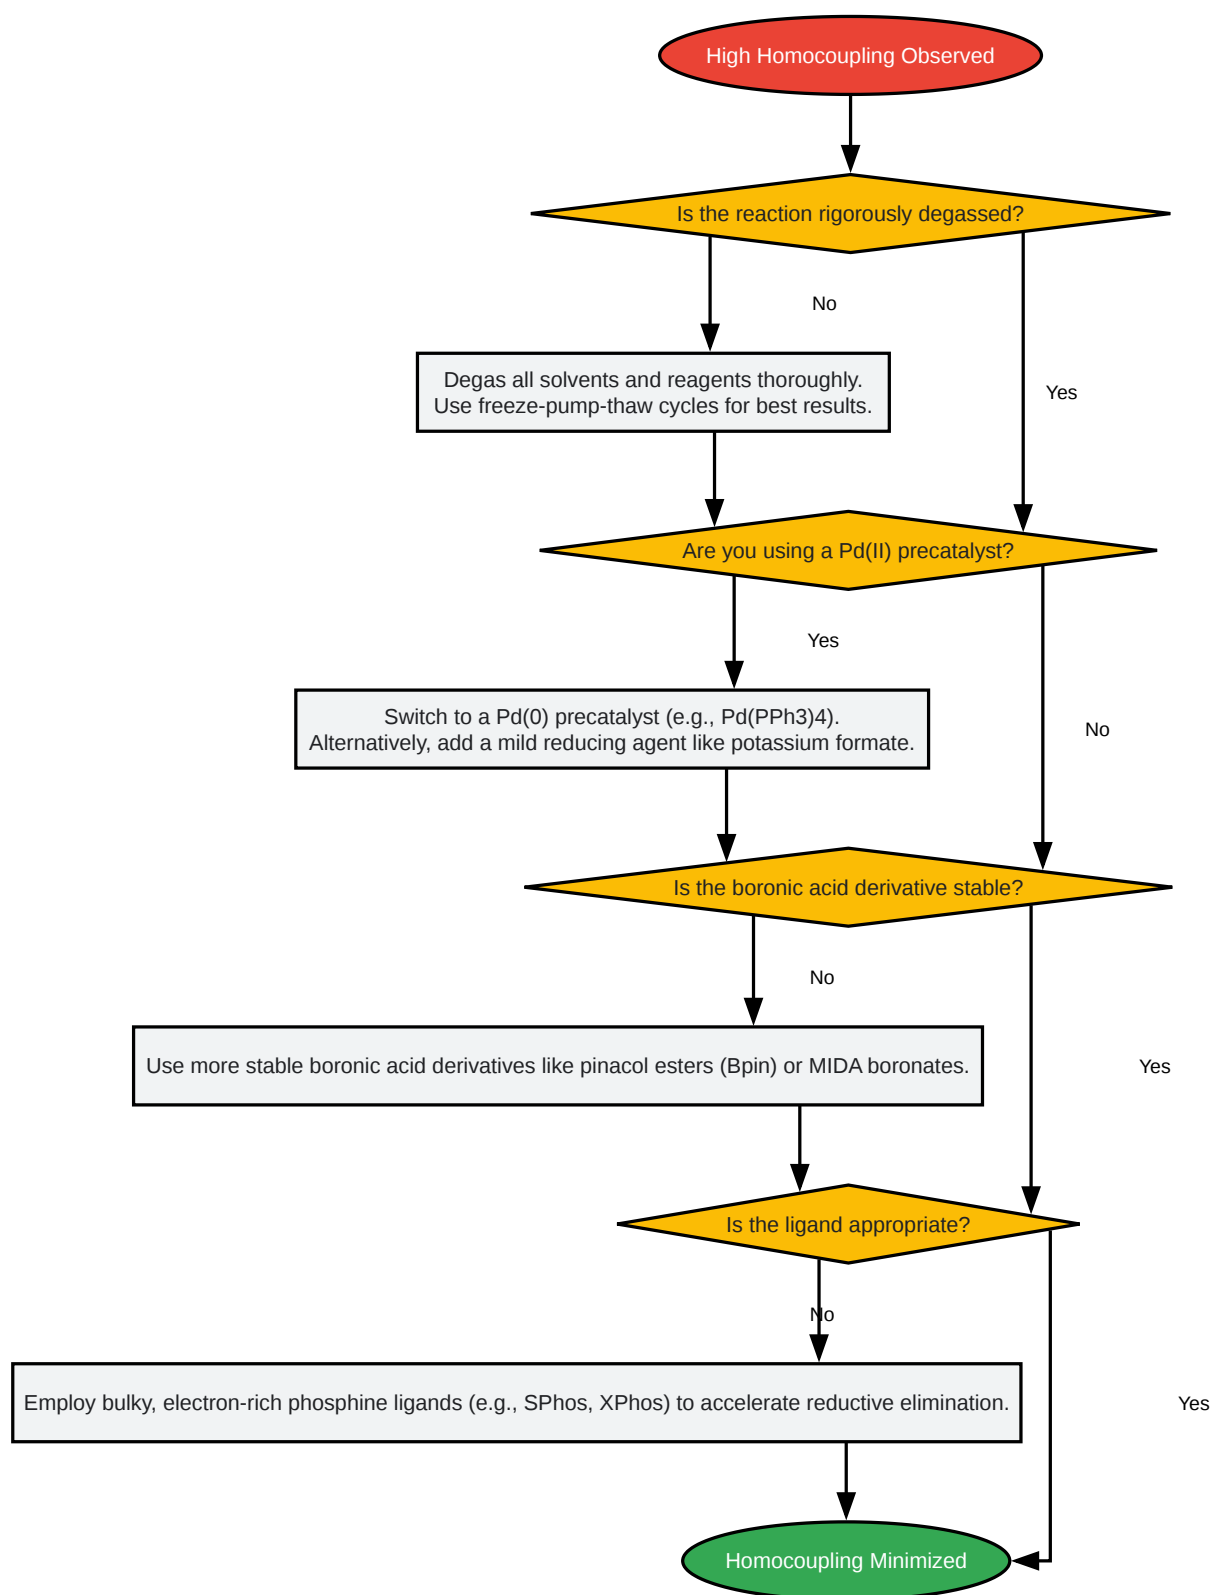 High Homocoupling Observed
Is the reaction rigorously degassed?
No
Degas all solvents and reagents thoroughly.
Use freeze-pump-thaw cycles for best results.
Yes
Are you using a Pd(II) precatalyst?
Yes
Switch to a Pd(0) precatalyst (e.g., Pd(PPh3)4).
Alternatively, add a mild reducing agent like potassium formate.
No
Is the boronic acid derivative stable?
No
Use more stable boronic acid derivatives like pinacol esters (Bpin) or MIDA boronates.
Yes
Is the ligand appropriate?
No
Employ bulky, electron-rich phosphine ligands (e.g., SPhos, XPhos) to accelerate reductive elimination.
Yes
Homocoupling Minimized